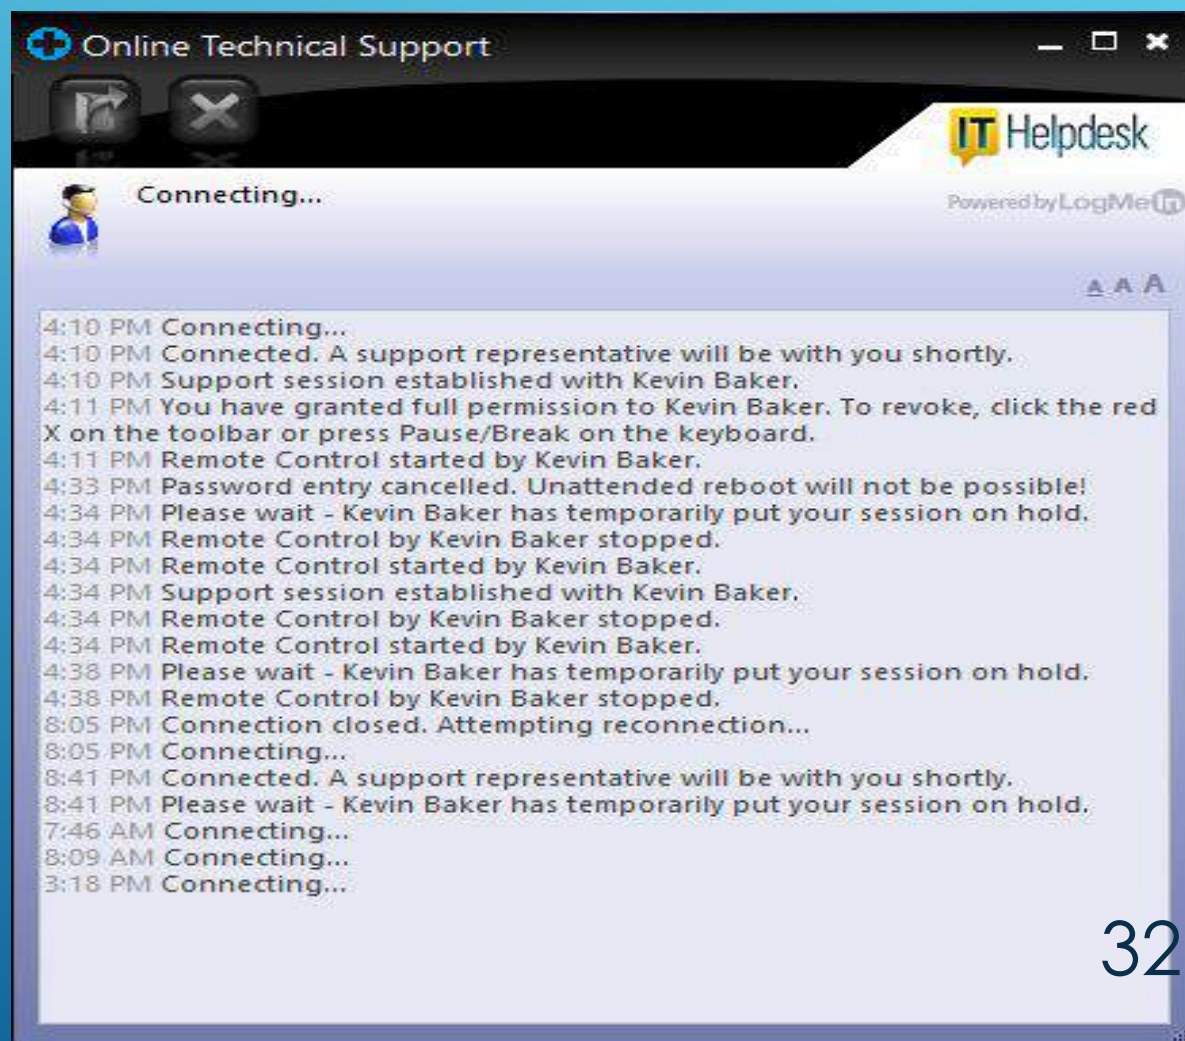 Online Technical Support
IT Helpdesk
Connecting...
Powered by LogMeIn
A A A
4:10 PM Connecting...
4:10 PM Connected. A support representative will be with you shortly.
4:10 PM Support session established with Kevin Baker.
4:11 PM You have granted full permission to Kevin Baker. To revoke, click the red
X on the toolbar or press Pause/Break on the keyboard.
4:11 PM Remote Control started by Kevin Baker.
4:33 PM Password entry cancelled. Unattended reboot will not be possible!
4:34 PM Please wait - Kevin Baker has temporarily put your session on hold.
4:34 PM Remote Control by Kevin Baker stopped.
4:34 PM Remote Control started by Kevin Baker.
4:34 PM Support session established with Kevin Baker.
4:34 PM Remote Control by Kevin Baker stopped.
4:34 PM Remote Control started by Kevin Baker.
4:38 PM Please wait - Kevin Baker has temporarily put your session on hold.
4:38 PM Remote Control by Kevin Baker stopped.
8:05 PM Connection closed. Attempting reconnection...
8:05 PM Connecting...
8:41 PM Connected. A support representative will be with you shortly.
8:41 PM Please wait - Kevin Baker has temporarily put your session on hold.
7:46 AM Connecting...
8:09 AM Connecting...
3:18 PM Connecting...
32